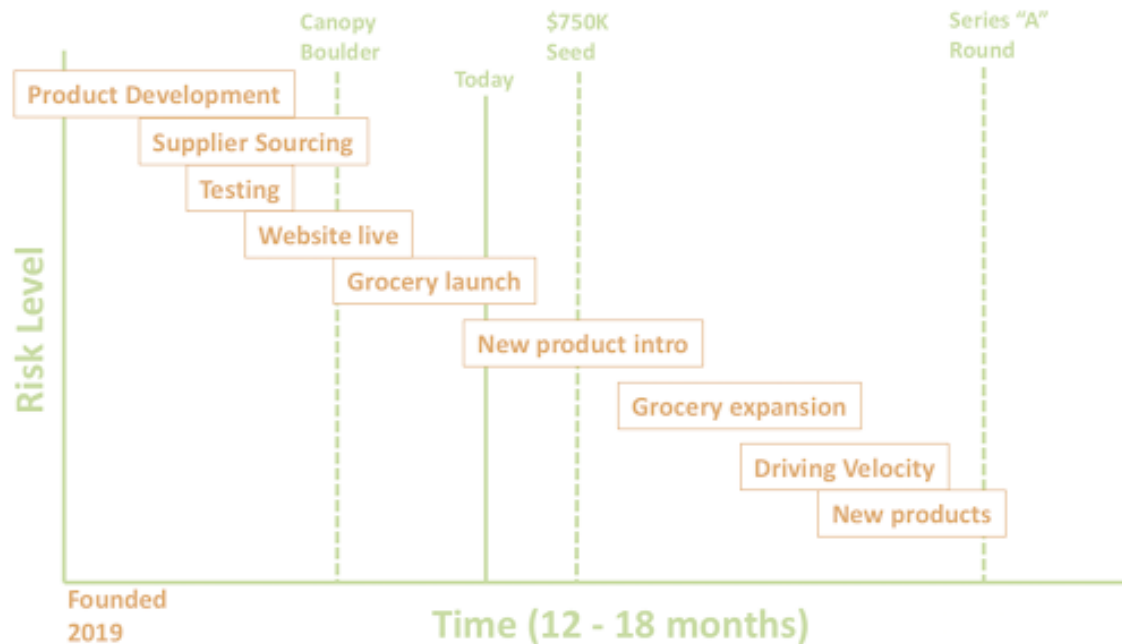 Canopy
Boulder
$750K
Seed
Series “A”
Round
Today
Product Development
Supplier Sourcing
Testing
Website live
Grocery launch
New product intro
Grocery expansion
Driving Velocity
New products
Risk Level
Founded
2019
Time (12 - 18 months)